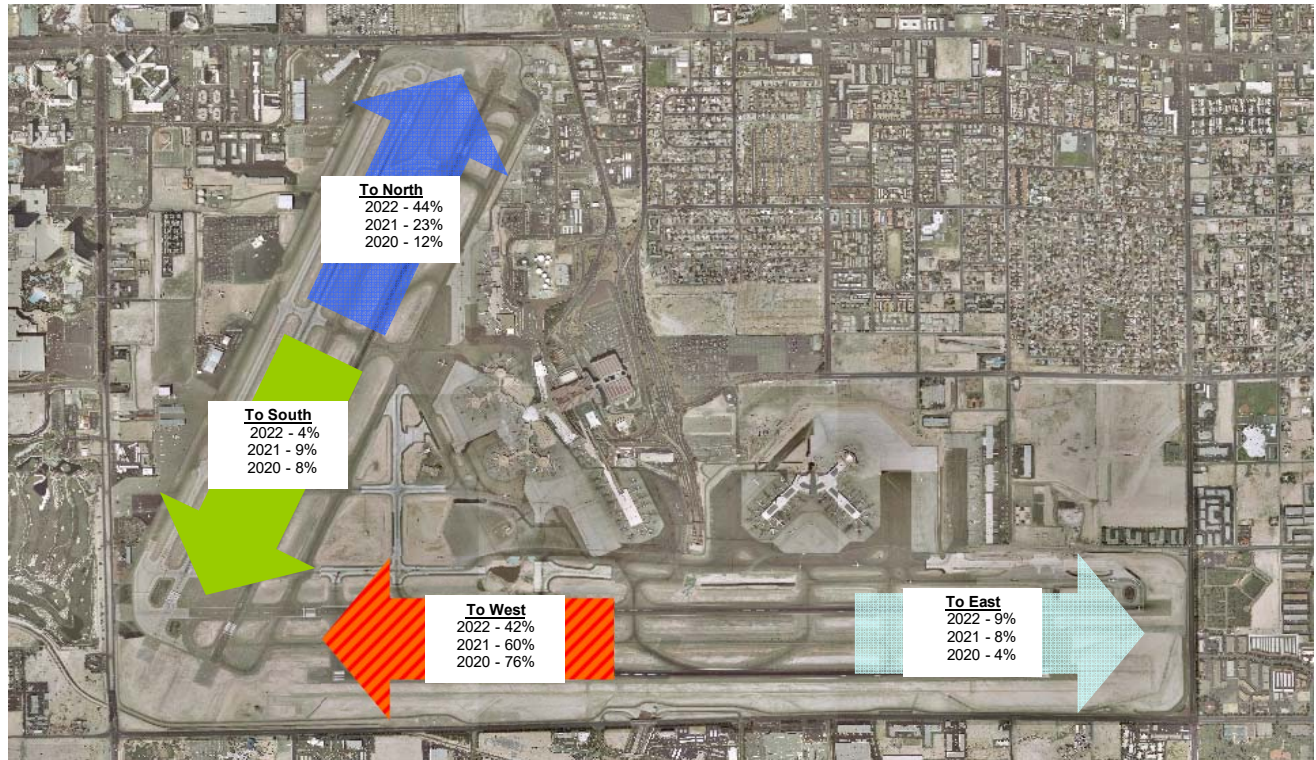 To North
2022 - 44%
2021 - 23%
2020 - 12%
To South
2022 - 4%
2021 - 9%
2020 - 8%
To West
2022 - 42%
2021 - 60%
2020 - 76%
To East
2022 - 9%
2021 - 8%
2020 - 4%